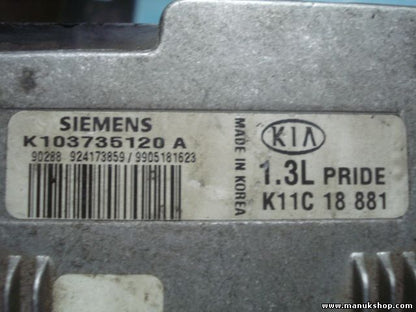 SIEMENS
K103735120 A
90288 924173859 / 9905181623
MADE IN KOREA
KIA
1.3L PRIDE
K11C 18 881
www.manukshop.com